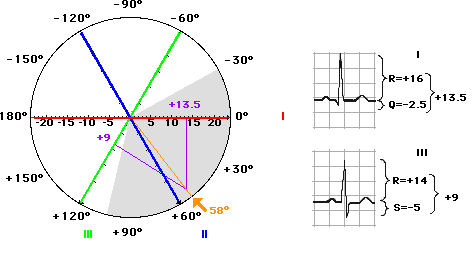 -90°
-120°
-60°
-150°
-30°
180°
-20
-15
-10
-5
5
10
15
20
0°
I
+13.5
+9
+150°
+30°
+120°
+60°
58°
+90°
III
II
I
R=+16
Q=-2.5
+13.5
III
R=+14
S=-5
+9